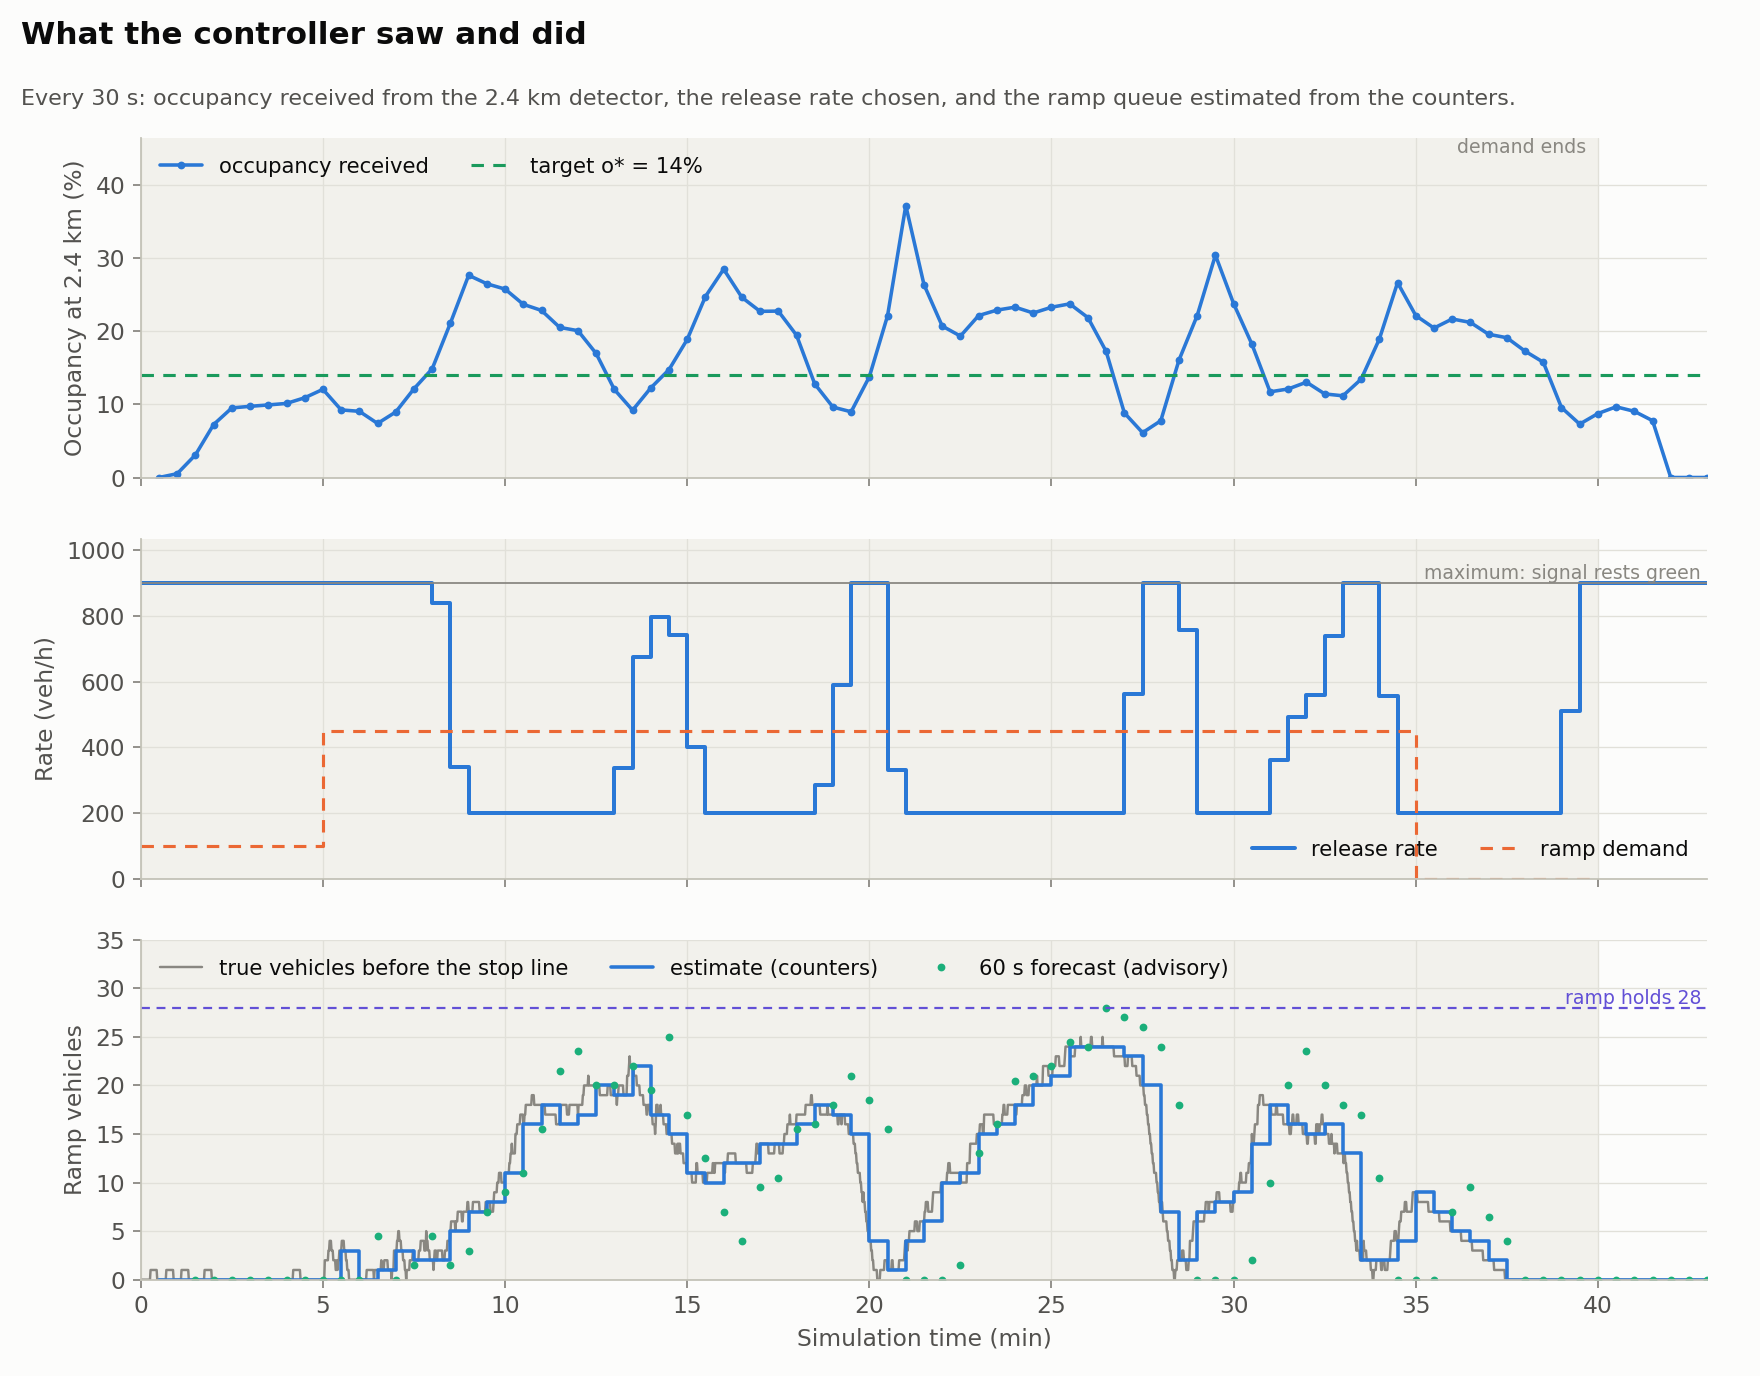 What the controller saw and did
Every 30 s: occupancy received from the 2.4 km detector, the release rate chosen, and the ramp queue estimated from the counters.
demand ends
occupancy received
target o* = 14%
Occupancy at 2.4 km (%)
40
30
20
10
0
1000
maximum: signal rests green
800
600
400
200
0
Rate (veh/h)
release rate
ramp demand
35
true vehicles before the stop line
estimate (counters)
60 s forecast (advisory)
30
ramp holds 28
25
20
15
10
5
0
Ramp vehicles
0 5 10 15 20 25 30 35 40
Simulation time (min)